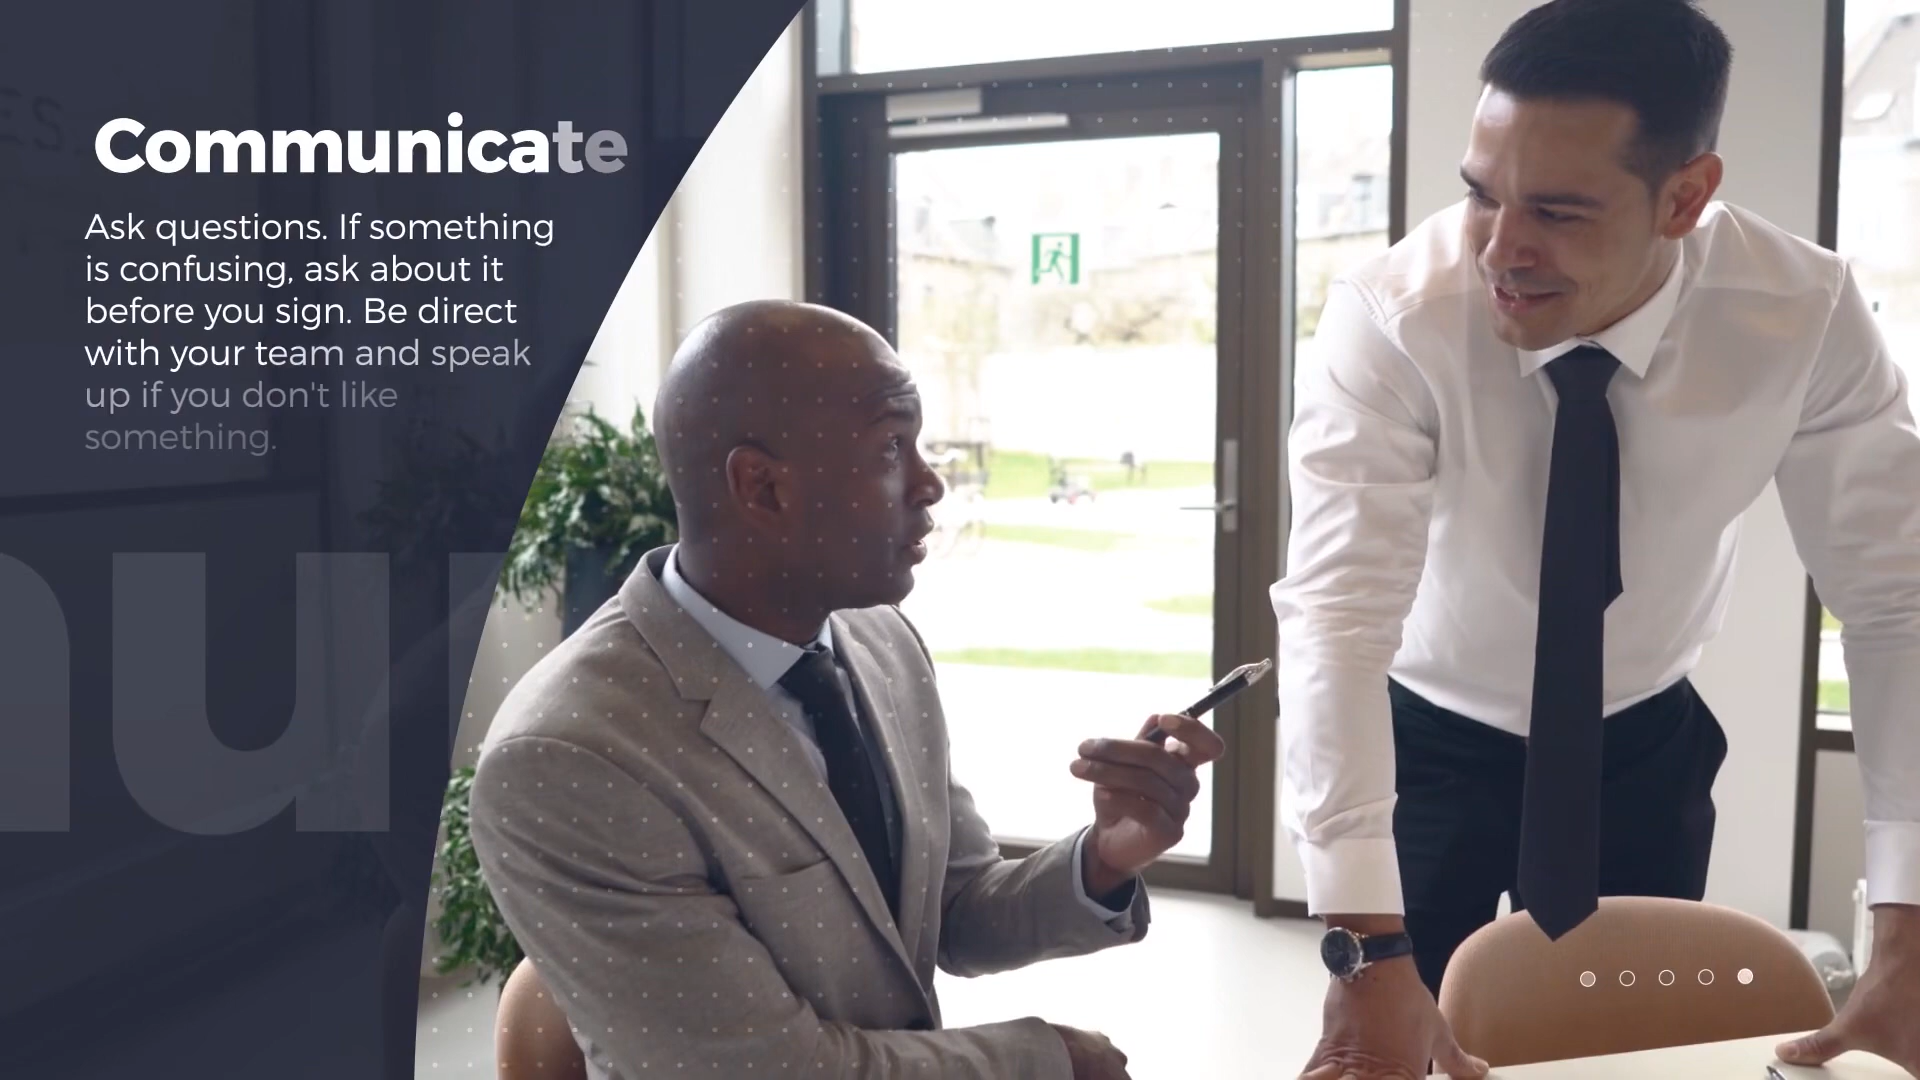 Communicate
Ask questions. If something
is confusing, ask about it
before you sign. Be direct
with your team and speak
up if you don't like
something.